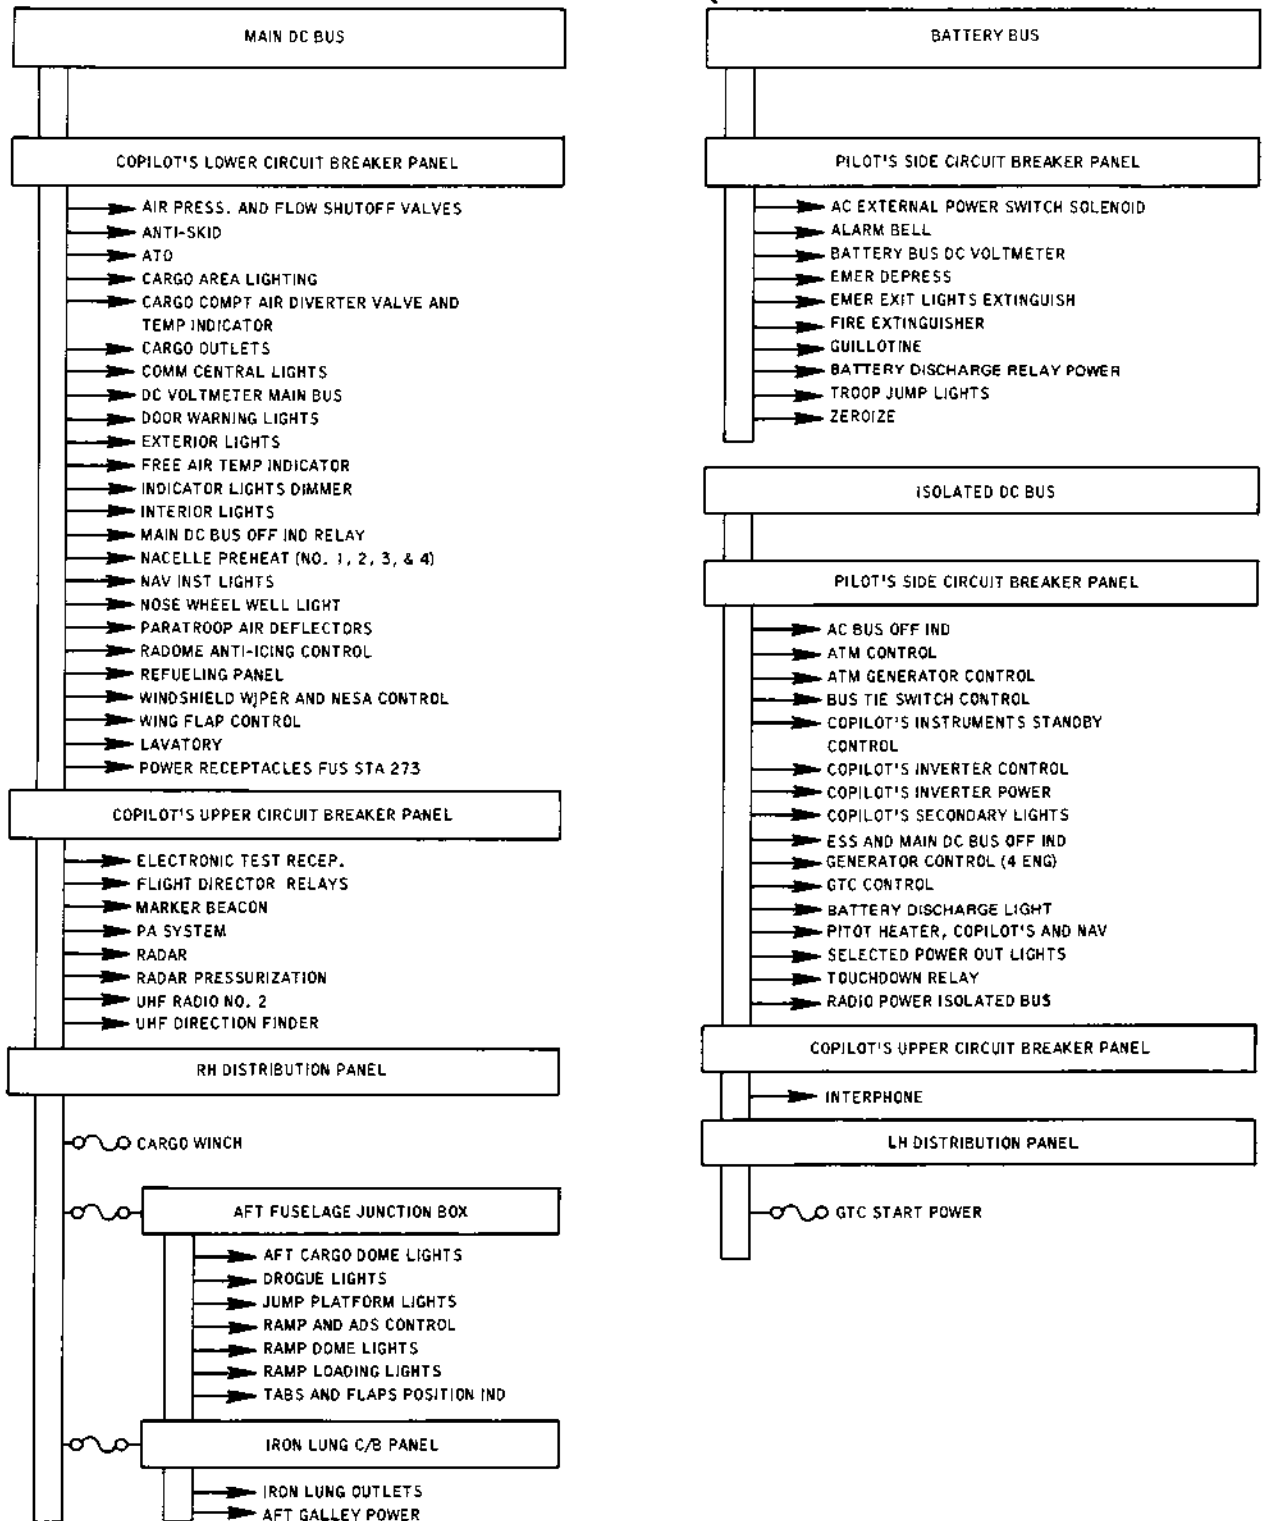 MAIN DC BUS
COPILOT'S LOWER CIRCUIT BREAKER PANEL
AIR PRESS. AND FLOW SHUTOFF VALVES
ANTI-SKID
ATO
CARGO AREA LIGHTING
CARGO COMPT AIR DIVERTER VALVE AND
TEMP INDICATOR
CARGO OUTLETS
COMM CENTRAL LIGHTS
DC VOLTMETER MAIN BUS
DOOR WARNING LIGHTS
EXTERIOR LIGHTS
FREE AIR TEMP INDICATOR
INDICATOR LIGHTS DIMMER
INTERIOR LIGHTS
MAIN DC BUS OFF IND RELAY
NACELLE PREHEAT (NO. 1, 2, 3, & 4)
NAV INST LIGHTS
NOSE WHEEL WELL LIGHT
PARATROOP AIR DEFLECTORS
RADOME ANTI-ICING CONTROL
REFUELING PANEL
WINDSHIELD WIPER AND NESA CONTROL
WING FLAP CONTROL
LAVATORY
POWER RECEPTACLES FUS STA 273
COPILOT'S UPPER CIRCUIT BREAKER PANEL
ELECTRONIC TEST RECEP.
FLIGHT DIRECTOR RELAYS
MARKER BEACON
PA SYSTEM
RADAR
RADAR PRESSURIZATION
UHF RADIO NO. 2
UHF DIRECTION FINDER
RH DISTRIBUTION PANEL
CARGO WINCH
AFT FUSELAGE JUNCTION BOX
AFT CARGO DOME LIGHTS
DROGUE LIGHTS
JUMP PLATFORM LIGHTS
RAMP AND ADS CONTROL
RAMP DOME LIGHTS
RAMP LOADING LIGHTS
TABS AND FLAPS POSITION IND
IRON LUNG C/B PANEL
IRON LUNG OUTLETS
AFT GALLEY POWER
BATTERY BUS
PILOT'S SIDE CIRCUIT BREAKER PANEL
AC EXTERNAL POWER SWITCH SOLENOID
ALARM BELL
BATTERY BUS DC VOLTMETER
EMER DEPRESS
EMER EXIT LIGHTS EXTINGUISH
FIRE EXTINGUISHER
GUILLOTINE
BATTERY DISCHARGE RELAY POWER
TROOP JUMP LIGHTS
ZEROIZE
ISOLATED DC BUS
PILOT'S SIDE CIRCUIT BREAKER PANEL
AC BUS OFF IND
ATM CONTROL
ATM GENERATOR CONTROL
BUS TIE SWITCH CONTROL
COPILOT'S INSTRUMENTS STANDBY
CONTROL
COPILOT'S INVERTER CONTROL
COPILOT'S INVERTER POWER
COPILOT'S SECONDARY LIGHTS
ESS AND MAIN DC BUS OFF IND
GENERATOR CONTROL (4 ENG)
GTC CONTROL
BATTERY DISCHARGE LIGHT
PITOT HEATER, COPILOT'S AND NAV
SELECTED POWER OUT LIGHTS
TOUCHDOWN RELAY
RADIO POWER ISOLATED BUS
COPILOT'S UPPER CIRCUIT BREAKER PANEL
INTERPHONE
LH DISTRIBUTION PANEL
GTC START POWER